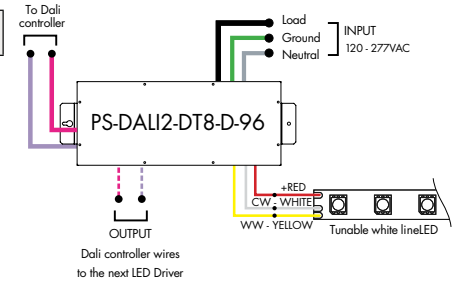 To Dali
controller
Load
Ground
Neutral
INPUT
120 - 277VAC
PS-DALI2-DT8-D-96
+RED
CW - WHITE
WW - YELLOW
Tunable white lineLED
OUTPUT
Dali controller wires
to the next LED Driver